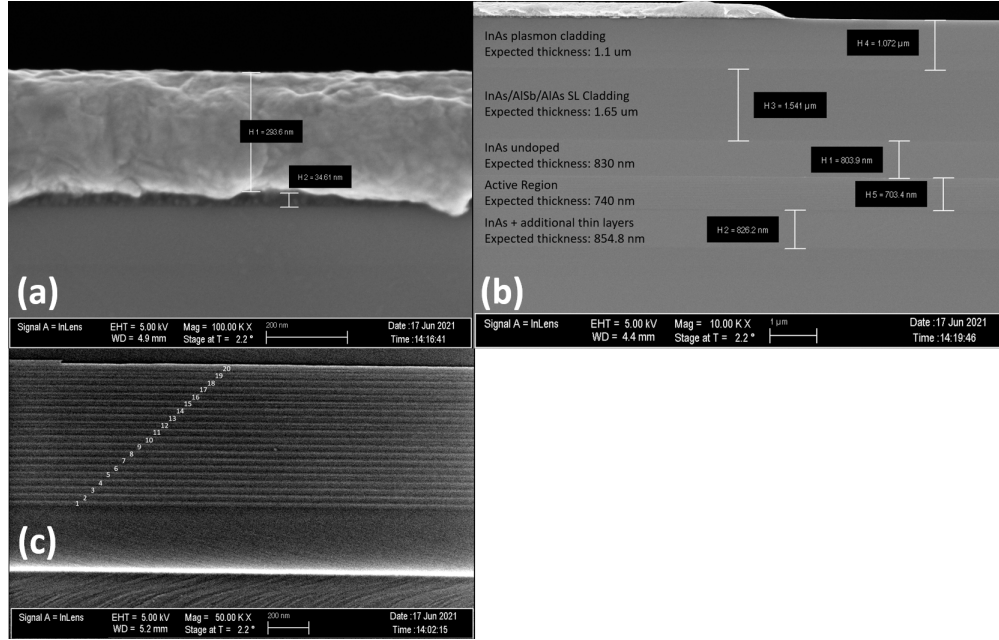 H 1 = 293.6 nm
H 2 = 34.61 nm
(a)
Signal A = InLens
EHT = 5.00 kV
WD = 4.9 mm
Mag = 100.00 K X
Stage at T = 2.2 °
200 nm
Date :17 Jun 2021
Time :14:16:41
InAs plasmon cladding
Expected thickness: 1.1 um
H 4 = 1.072 µm
InAs/AlSb/AlAs SL Cladding
Expected thickness: 1.65 um
H 3 = 1.541 µm
InAs undoped
Expected thickness: 830 nm
H 1 = 803.9 nm
Active Region
Expected thickness: 740 nm
H 5 = 703.4 nm
InAs + additional thin layers
Expected thickness: 854.8 nm
H 2 = 826.2 nm
(b)
Signal A = InLens
EHT = 5.00 kV
WD = 4.4 mm
Mag = 10.00 K X
Stage at T = 2.2 °
1 µm
Date :17 Jun 2021
Time :14:19:46
20
19
18
17
16
15
14
13
12
11
10
9
8
7
6
5
4
3
2
1
(c)
Signal A = InLens
EHT = 5.00 kV
WD = 5.2 mm
Mag = 50.00 K X
Stage at T = 2.2 °
200 nm
Date :17 Jun 2021
Time :14:02:15